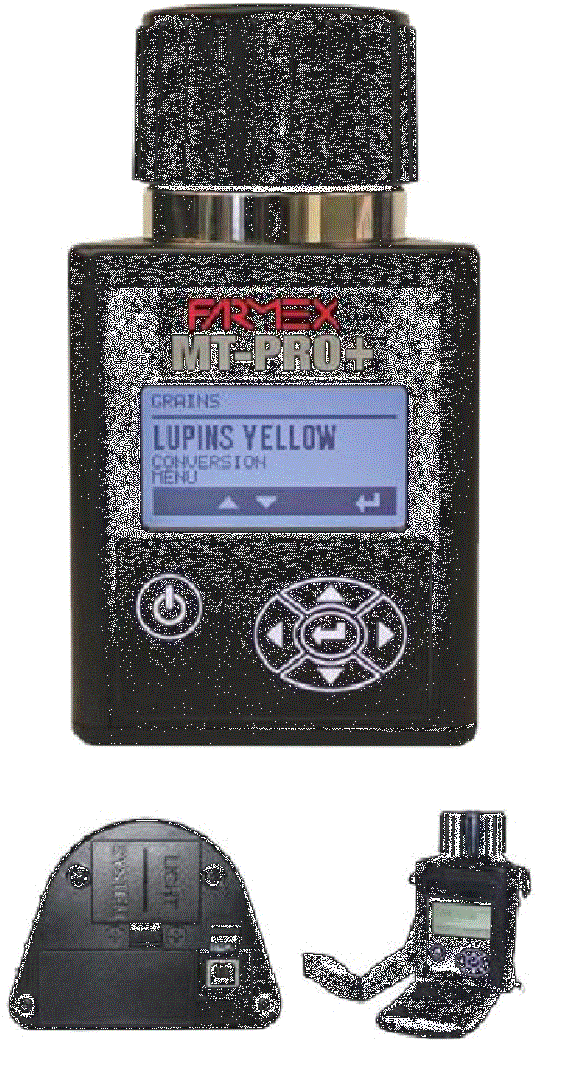 FARMEX
MT-PRO+
GRAINS
LUPINS YELLOW
CONVERSION
MENU
LIGHT
SYSTEM